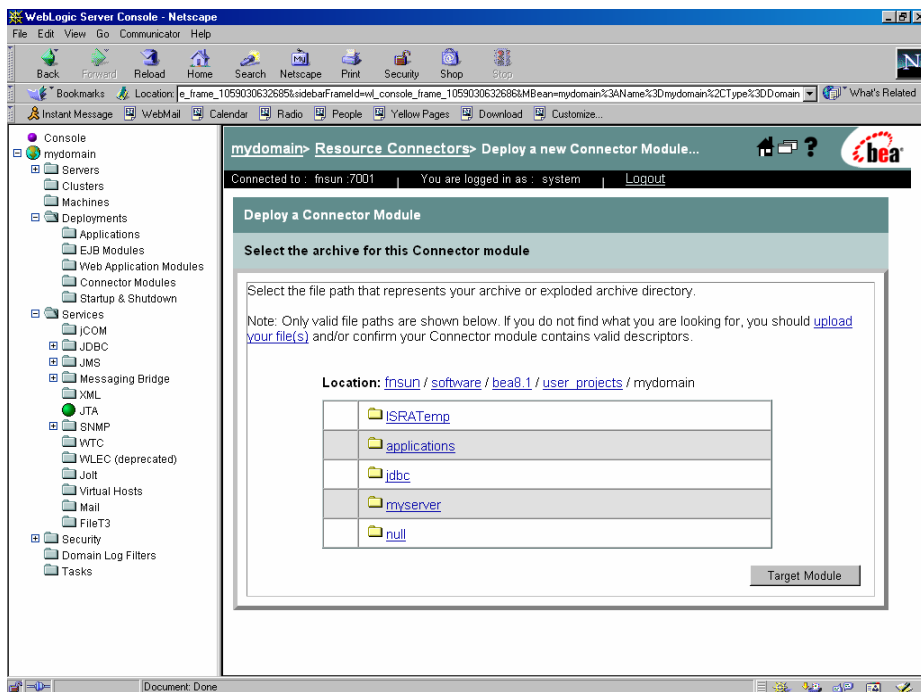 WebLogic Server Console - Netscape
File Edit View Go Communicator Help
Back Forward Reload Home Search Netscape Print Security Shop Stop
Bookmarks Location: e_frame_1059030632685&sidebarFrameId=wl_console_frame_1059030632686&MBean=mydomain%3AName%3Dmydomain%2CType%3DDomain What's Related
Instant Message WebMail Calendar Radio People Yellow Pages Download Customize...
Console
mydomain
Servers
Clusters
Machines
Deployments
Applications
EJB Modules
Web Application Modules
Connector Modules
Startup & Shutdown
Services
jCOM
JDBC
JMS
Messaging Bridge
XML
JTA
SNMP
WTC
WLEC (deprecated)
Jolt
Virtual Hosts
Mail
FileT3
Security
Domain Log Filters
Tasks
mydomain> Resource Connectors> Deploy a new Connector Module...
bea
Connected to : fnsun :7001 | You are logged in as : system | Logout
Deploy a Connector Module
Select the archive for this Connector module
Select the file path that represents your archive or exploded archive directory.
Note: Only valid file paths are shown below. If you do not find what you are looking for, you should upload
your file(s) and/or confirm your Connector module contains valid descriptors.
Location: fnsun / software / bea8.1 / user_projects / mydomain
ISRATemp
applications
jdbc
myserver
null
Target Module
Document: Done